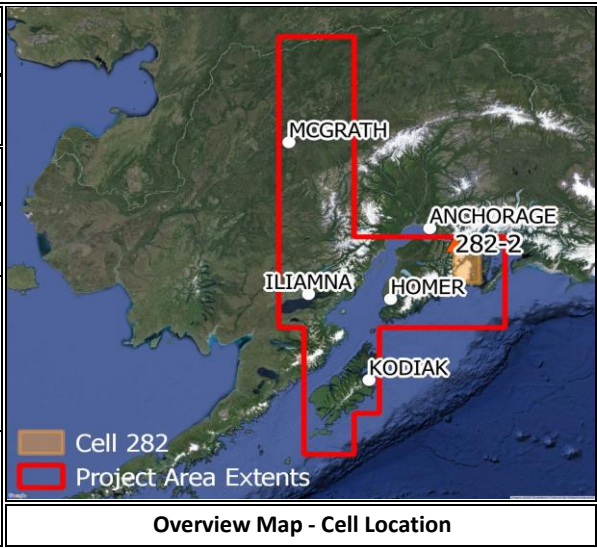 MCGRATH
ANCHORAGE
282-2
ILIAMNA
HOMER
KODIAK
Cell 282
Project Area Extents
Overview Map - Cell Location